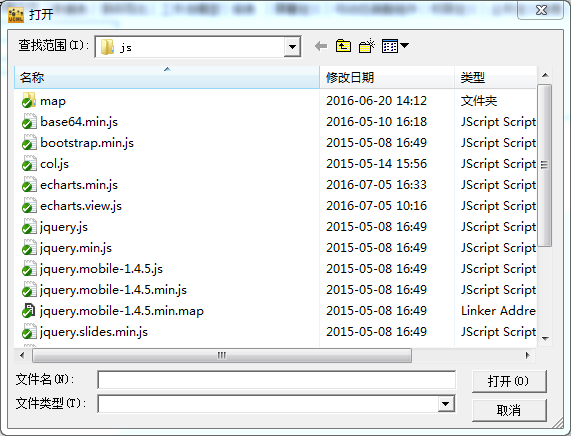 UCML 打开
查找范围(I): js
名称 修改日期 类型
map 2016-06-20 14:12 文件夹
base64.min.js 2016-05-10 16:18 JScript Script
bootstrap.min.js 2015-05-08 16:49 JScript Script
col.js 2015-05-14 15:56 JScript Script
echarts.min.js 2016-07-05 16:33 JScript Script
echarts.view.js 2016-07-05 10:16 JScript Script
jquery.js 2015-05-08 16:49 JScript Script
jquery.min.js 2015-05-08 16:49 JScript Script
jquery.mobile-1.4.5.js 2015-05-08 16:49 JScript Script
jquery.mobile-1.4.5.min.js 2015-05-08 16:49 JScript Script
jquery.mobile-1.4.5.min.map 2015-05-08 16:49 Linker Addre
jquery.slides.min.js 2015-05-08 16:49 JScript Script
文件名(N): 打开(O)
文件类型(T): 取消